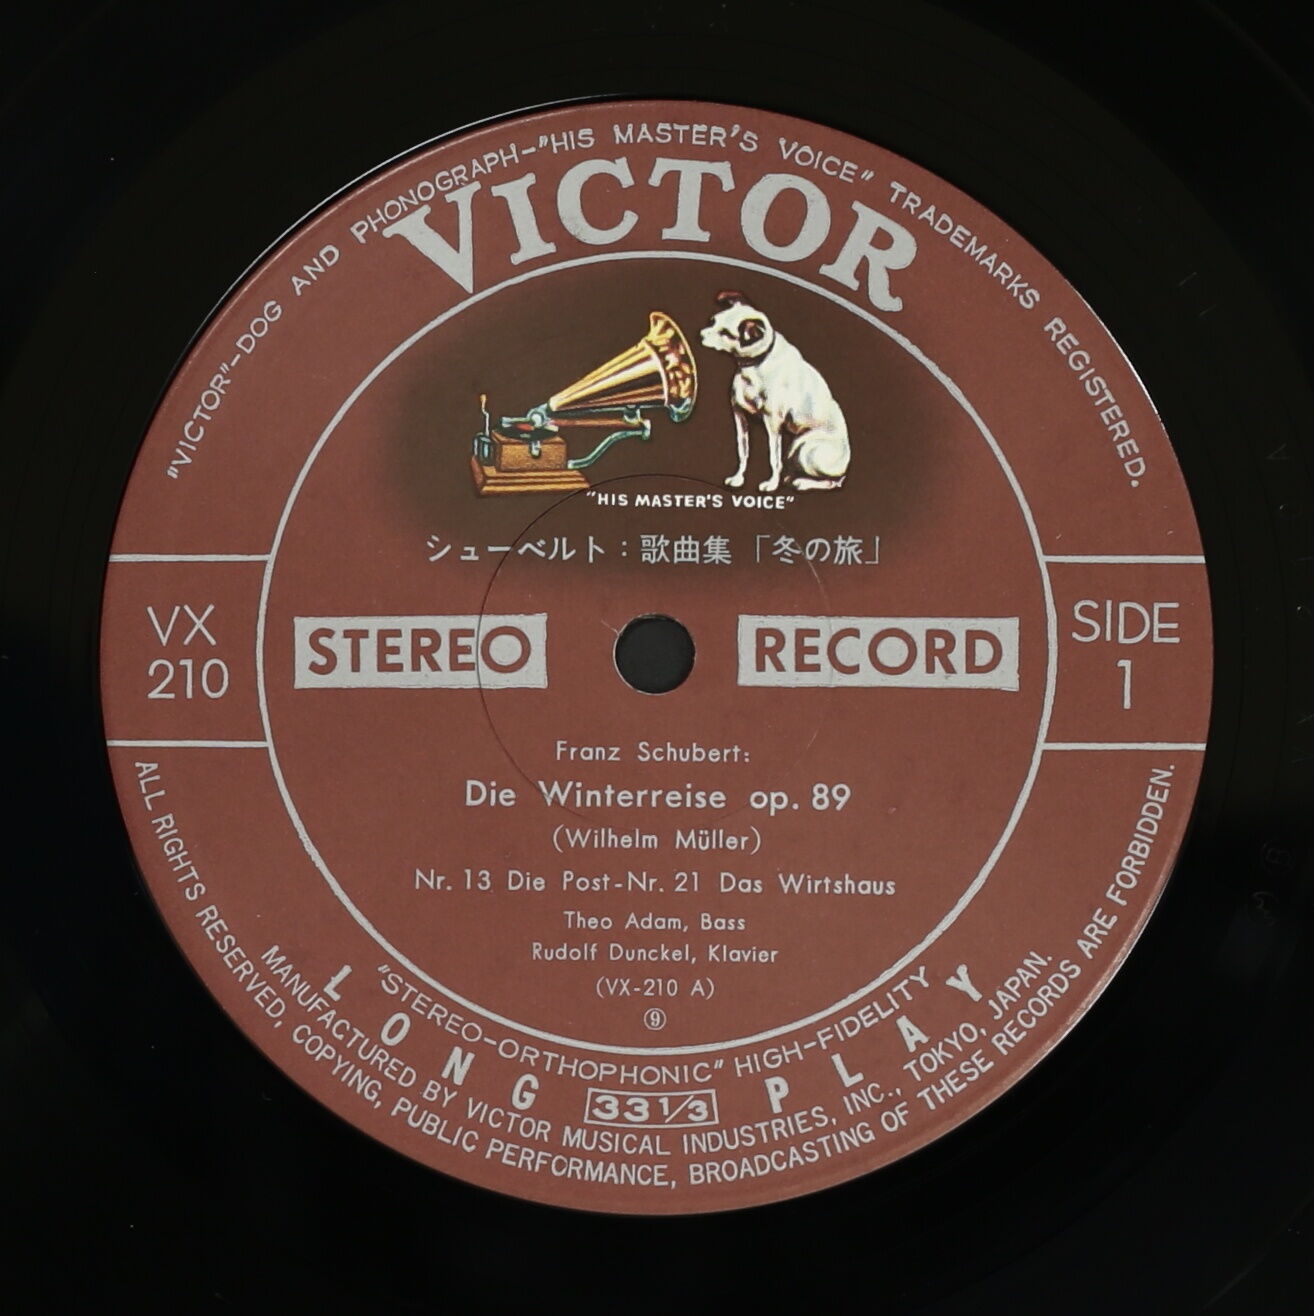 "VICTOR"-DOG AND PHONOGRAPH-"HIS MASTER'S VOICE" TRADEMARKS REGISTERED.
VICTOR
"HIS MASTER'S VOICE"
シューベルト：歌曲集「冬の旅」
VX
210
STEREO
RECORD
SIDE
1
Franz Schubert:
Die Winterreise op. 89
(Wilhelm Müller)
Nr. 13 Die Post-Nr. 21 Das Wirtshaus
Theo Adam, Bass
Rudolf Dunckel, Klavier
(VX-210 A)
⑨
"STEREO-ORTHOPHONIC" HIGH-FIDELITY
LONG 33 1/3 PLAY
MANUFACTURED BY VICTOR MUSICAL INDUSTRIES, INC., TOKYO, JAPAN.
ALL RIGHTS RESERVED, COPYING, PUBLIC PERFORMANCE, BROADCASTING OF THESE RECORDS ARE FORBIDDEN.